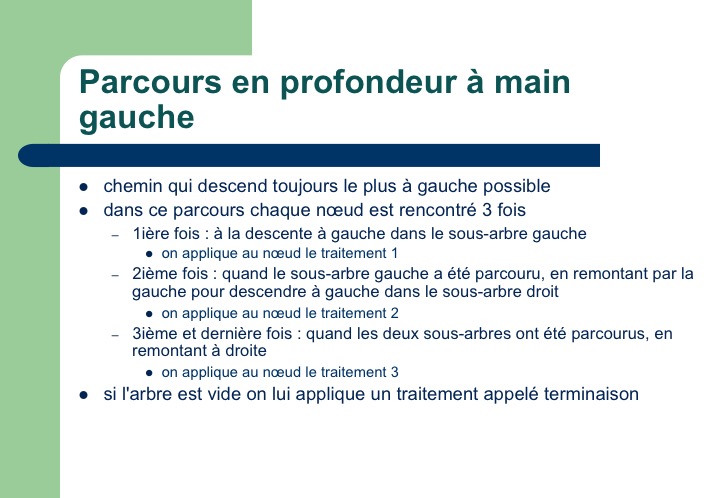 Parcours en profondeur à main
gauche
● chemin qui descend toujours le plus à gauche possible
● dans ce parcours chaque nœud est rencontré 3 fois
– 1ière fois : à la descente à gauche dans le sous-arbre gauche
● on applique au nœud le traitement 1
– 2ième fois : quand le sous-arbre gauche a été parcouru, en remontant par la
gauche pour descendre à gauche dans le sous-arbre droit
● on applique au nœud le traitement 2
– 3ième et dernière fois : quand les deux sous-arbres ont été parcourus, en
remontant à droite
● on applique au nœud le traitement 3
● si l'arbre est vide on lui applique un traitement appelé terminaison